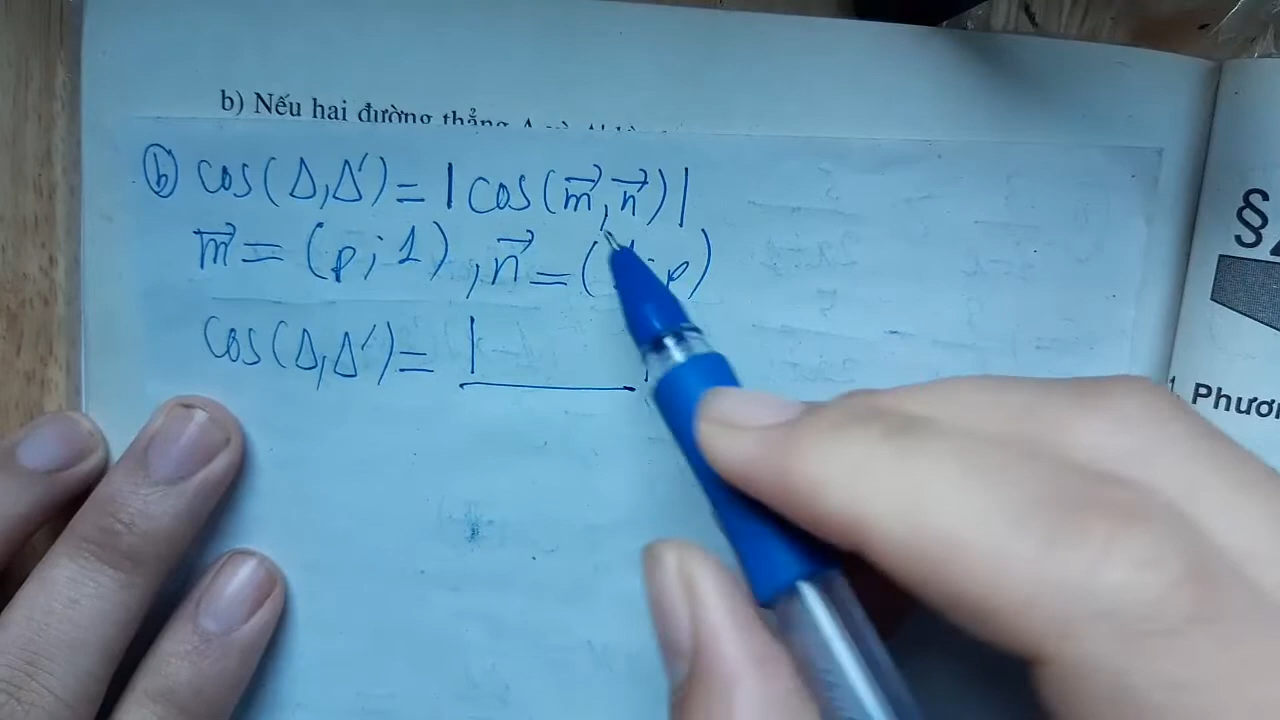 b) Nếu hai đường thẳng
ⓑ cos(Δ,Δ') = |cos(m⃗,n⃗)|
m⃗ = (p;1), n⃗ = ( ;p)
cos(Δ,Δ') = |
§
Phươn